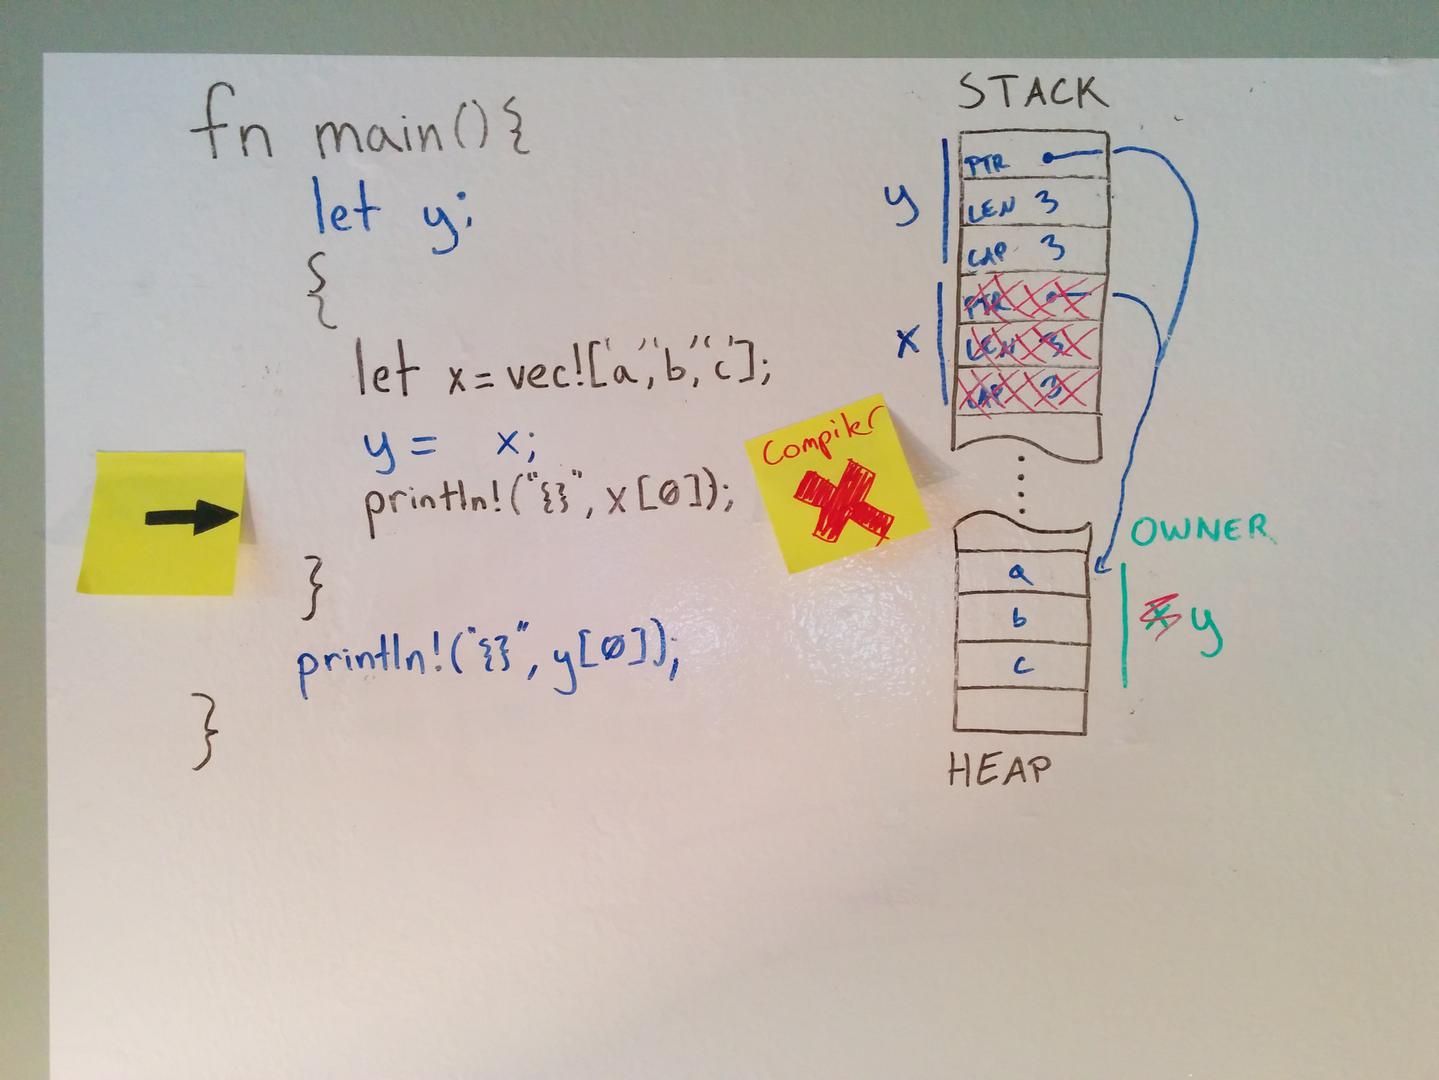 fn main(){
let y;
{
let x=vec!['a','b','c'];
y= x;
println!("{}", x[0]);
}
println!("{}", y[0]);
}
Compiler
STACK
y
PTR
LEN 3
CAP 3
x
PTR
LEN 3
CAP 3
OWNER
a
b
c
x y
HEAP